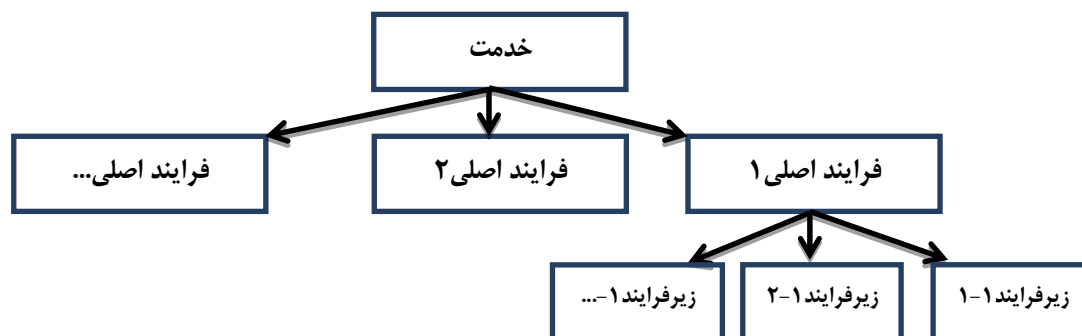 خدمت
فرایند اصلی۱
فرایند اصلی۲
فرایند اصلی...
زیرفرایند۱-۱
زیرفرایند۱-۲
زیرفرایند۱-...